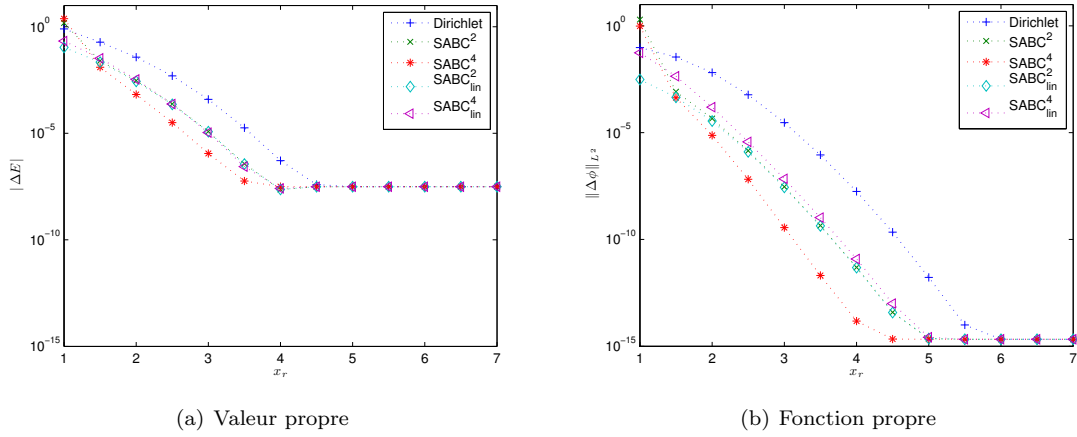 10^0
10^-5
10^-10
10^-15
|ΔE|
1 2 3 4 5 6 7
x_r
Dirichlet
SABC^2
SABC^4
SABC^2_lin
SABC^4_lin
(a) Valeur propre
10^0
10^-5
10^-10
10^-15
‖Δϕ‖_{L^2}
1 2 3 4 5 6 7
x_r
Dirichlet
SABC^2
SABC^4
SABC^2_lin
SABC^4_lin
(b) Fonction propre